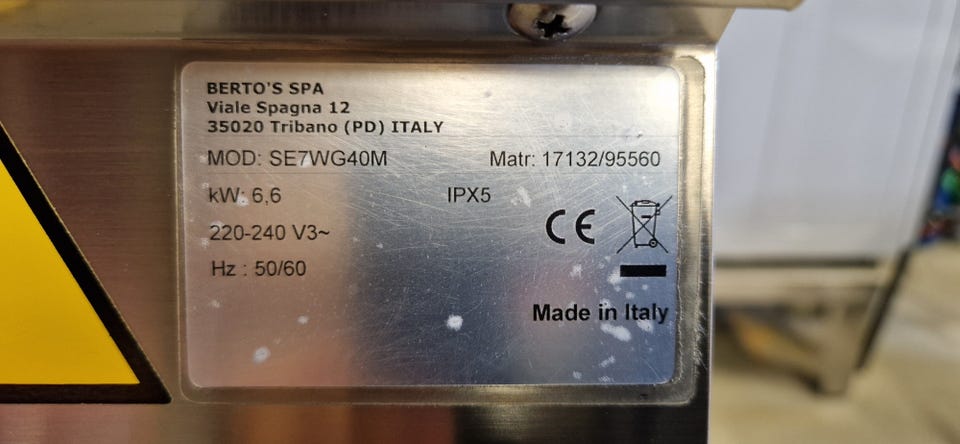 BERTO'S SPA
Viale Spagna 12
35020 Tribano (PD) ITALY
MOD: SE7WG40M Matr: 17132/95560
kW: 6,6 IPX5
220-240 V3~
CE
Hz : 50/60
Made in Italy